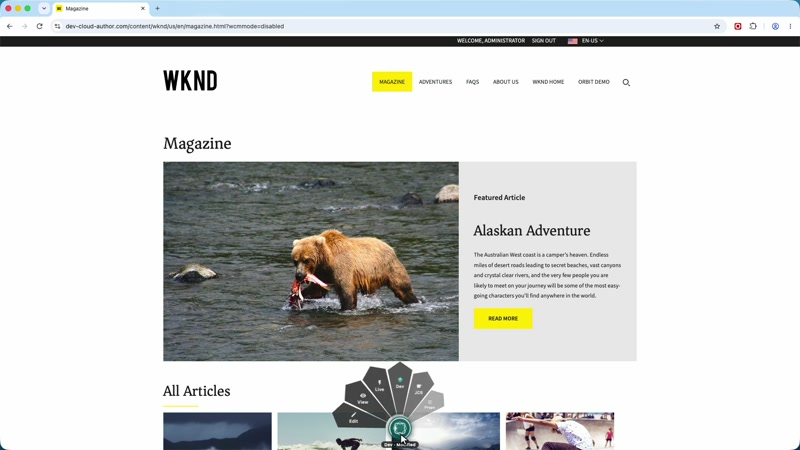 Magazine
dev-cloud-author.com/content/wknd/us/en/magazine.html?wcmmode=disabled
WELCOME, ADMINISTRATOR SIGN OUT EN-US
WKND
MAGAZINE ADVENTURES FAQS ABOUT US WKND HOME ORBIT DEMO
Magazine
Featured Article
Alaskan Adventure
The Australian West coast is a camper's heaven. Endless
miles of desert roads leading to secret beaches, vast canyons
and crystal clear rivers, and the very few people you are
likely to meet on your journey will be some of the most easy-
going characters you'll find anywhere in the world.
READ MORE
All Articles
Edit
View
Live
Dev
JCR